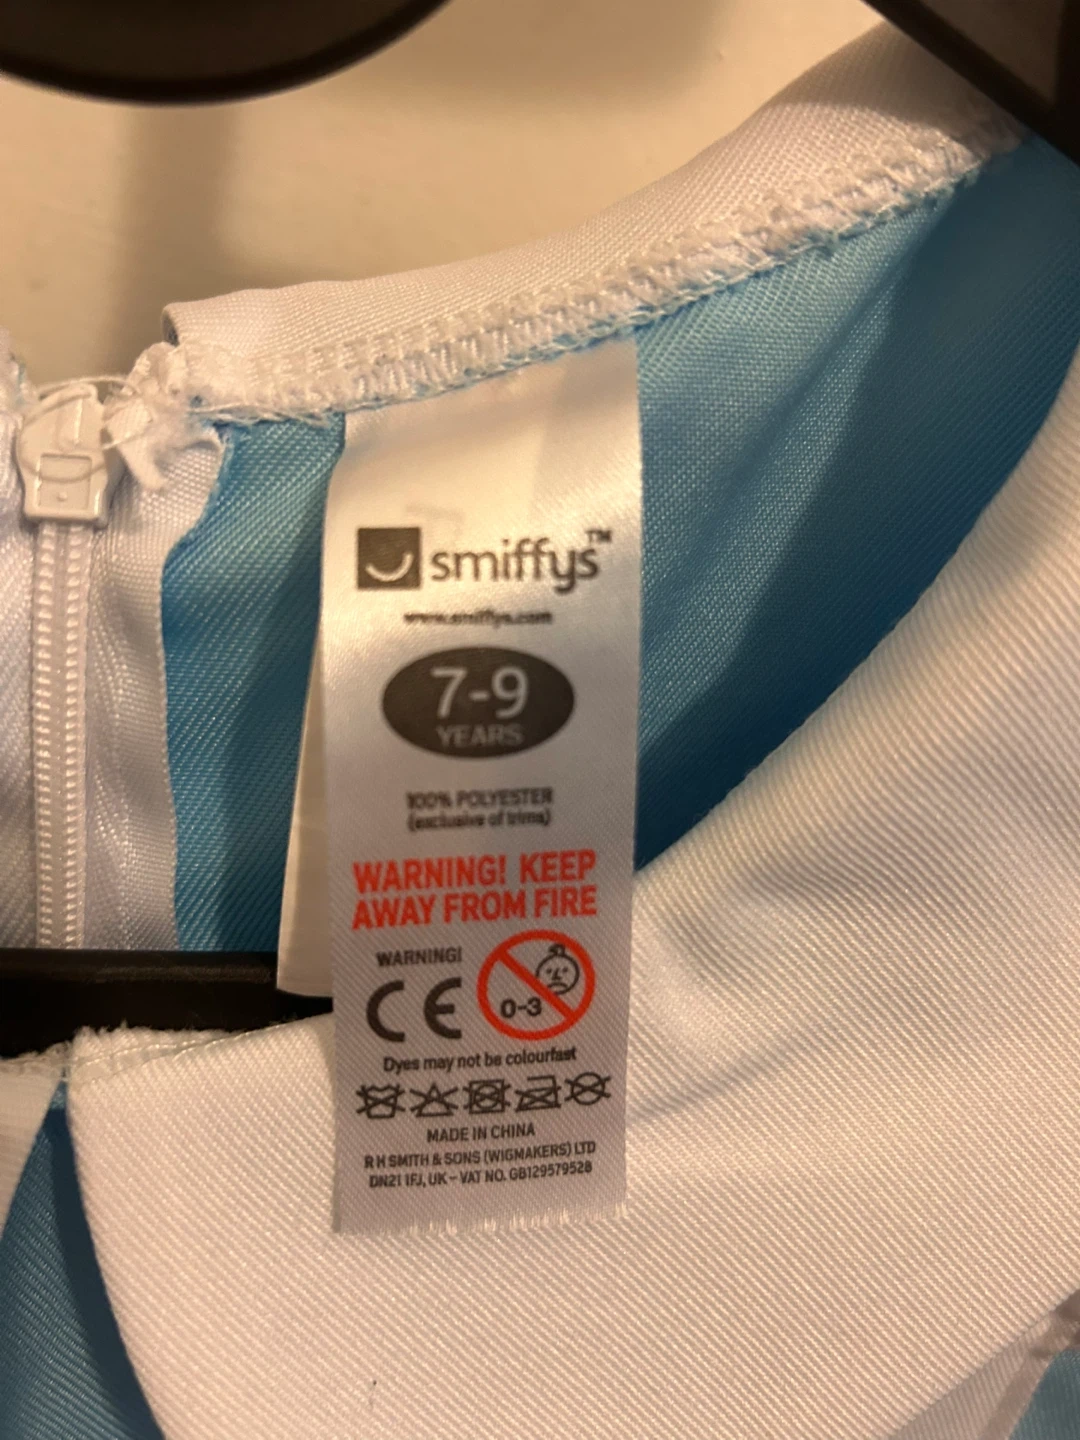 smiffys™
www.smiffys.com
7-9
YEARS
100% POLYESTER
(exclusive of trims)
WARNING! KEEP
AWAY FROM FIRE
WARNING!
CE
0-3
Dyes may not be colourfast
MADE IN CHINA
R H SMITH & SONS (WIGMAKERS) LTD
DN21 1FJ, UK - VAT NO. GB129579528